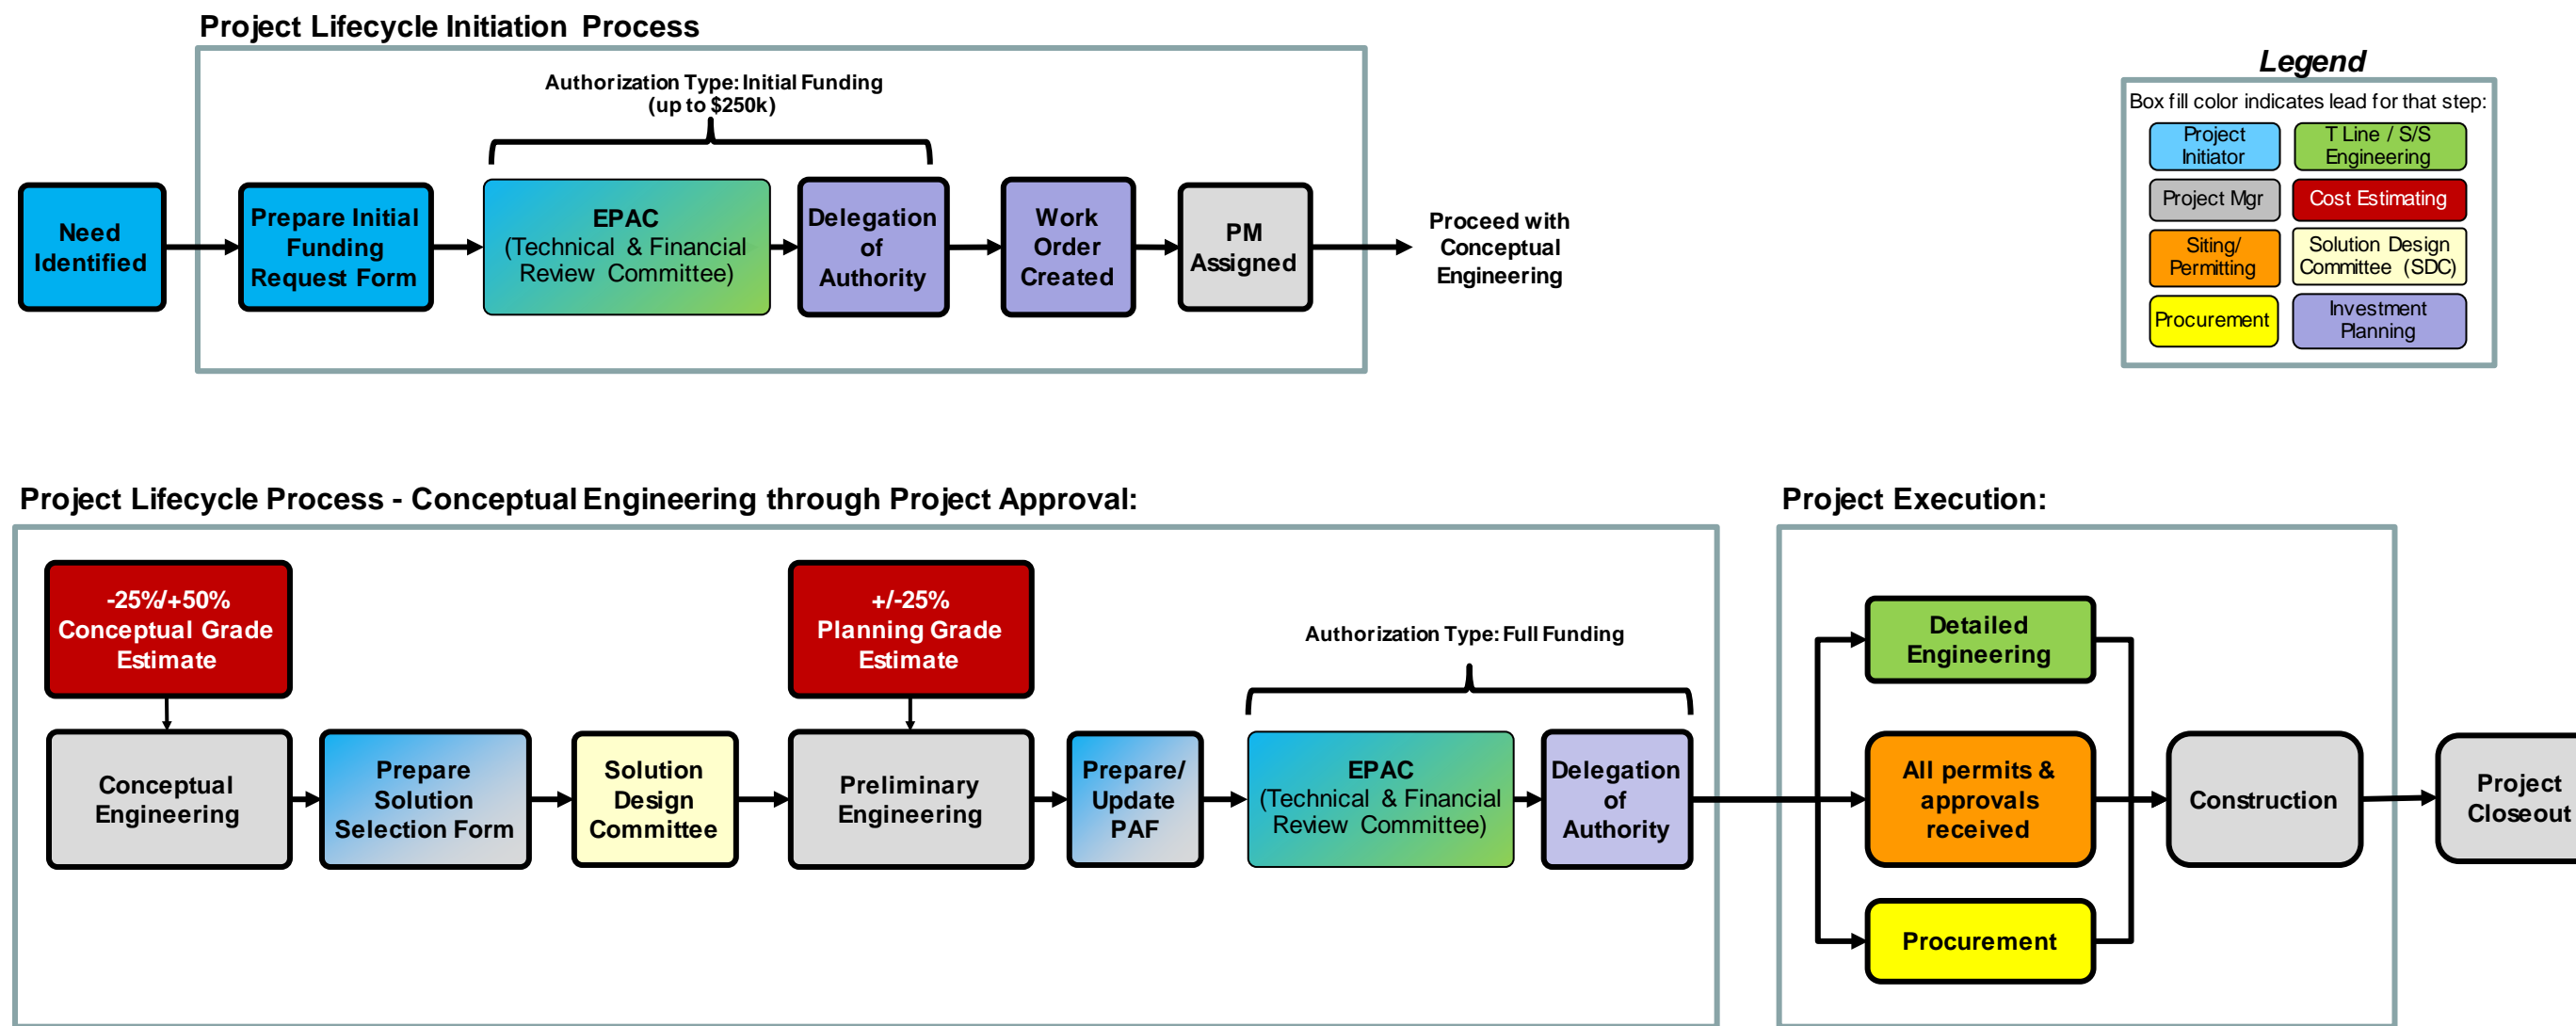 Project Lifecycle Initiation Process
Authorization Type: Initial Funding
(up to $250k)
Need
Identified
Prepare Initial
Funding
Request Form
EPAC
(Technical & Financial
Review Committee)
Delegation
of
Authority
Work
Order
Created
PM
Assigned
Proceed with
Conceptual
Engineering
Legend
Box fill color indicates lead for that step:
Project
Initiator
T Line / S/S
Engineering
Project Mgr
Cost Estimating
Siting/
Permitting
Solution Design
Committee (SDC)
Procurement
Investment
Planning
Project Lifecycle Process - Conceptual Engineering through Project Approval:
-25%/+50%
Conceptual Grade
Estimate
+/-25%
Planning Grade
Estimate
Authorization Type: Full Funding
Conceptual
Engineering
Prepare
Solution
Selection Form
Solution
Design
Committee
Preliminary
Engineering
Prepare/
Update
PAF
EPAC
(Technical & Financial
Review Committee)
Delegation
of
Authority
Project Execution:
Detailed
Engineering
All permits &
approvals
received
Procurement
Construction
Project
Closeout